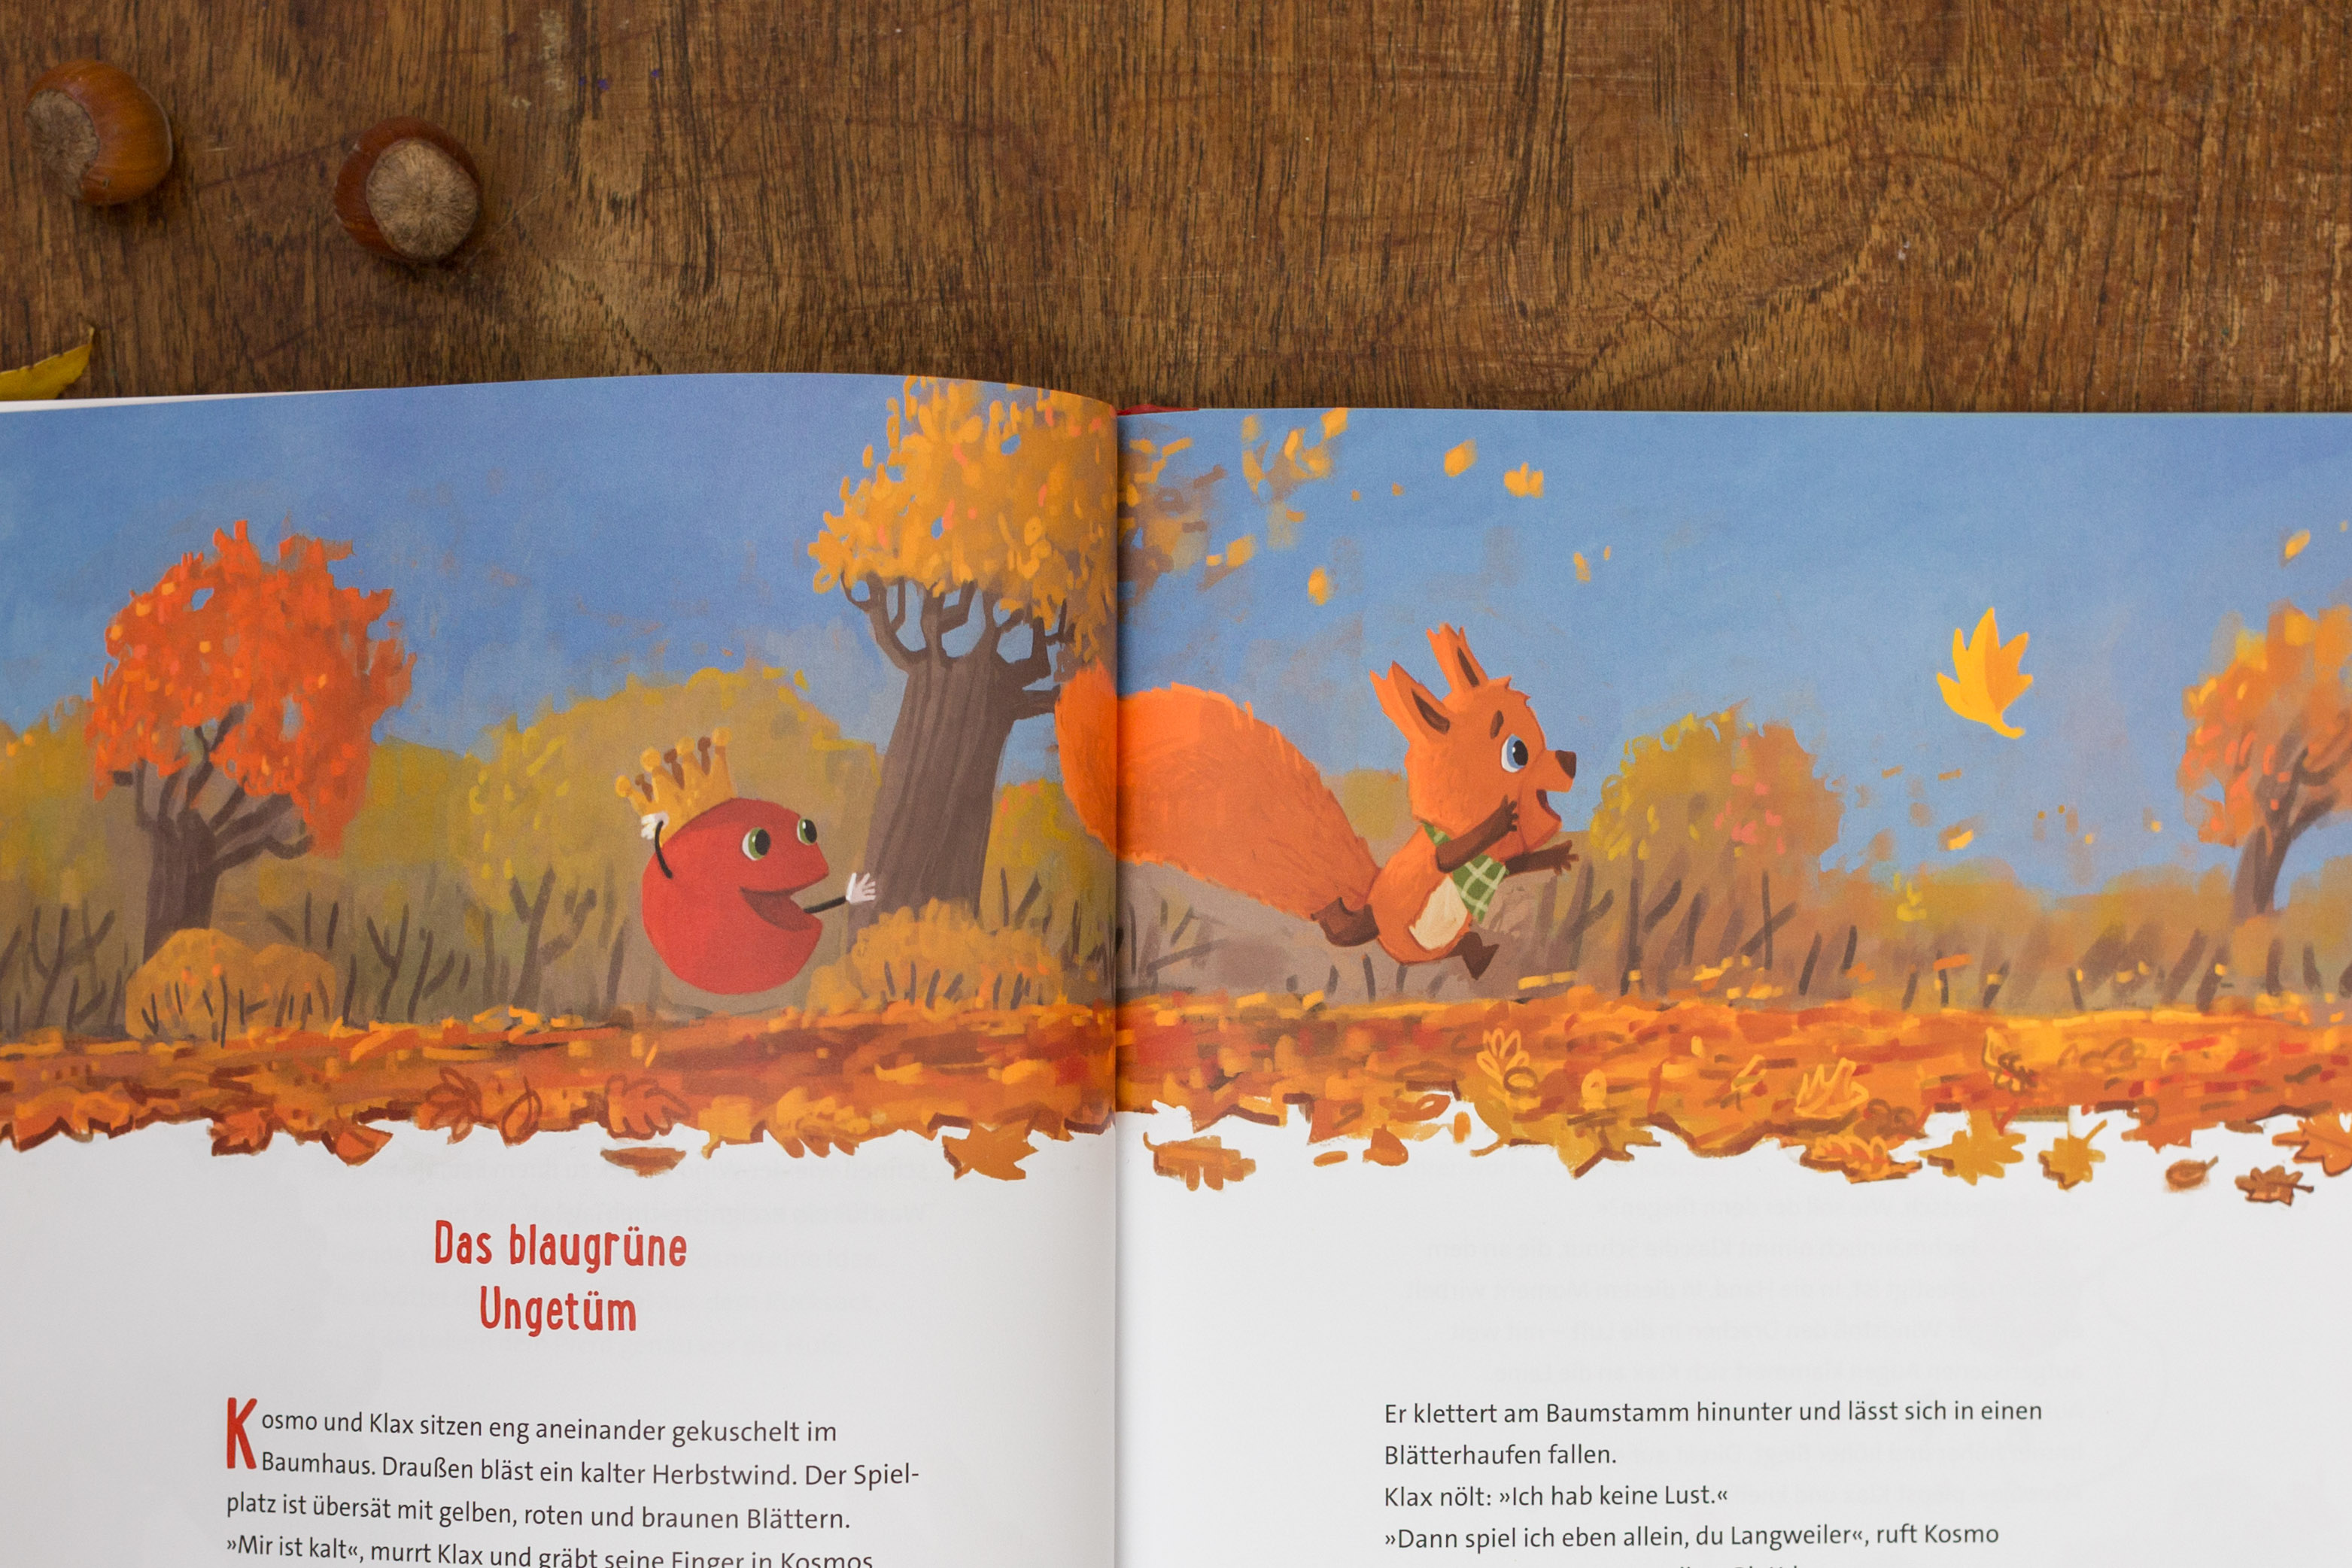 Das blaugrüne
Ungetüm
Kosmo und Klax sitzen eng aneinander gekuschelt im
Baumhaus. Draußen bläst ein kalter Herbstwind. Der Spiel-
platz ist übersät mit gelben, roten und braunen Blättern.
»Mir ist kalt«, murrt Klax und gräbt seine Finger in Kosmos
Er klettert am Baumstamm hinunter und lässt sich in einen
Blätterhaufen fallen.
Klax nölt: »Ich hab keine Lust.«
»Dann spiel ich eben allein, du Langweiler«, ruft Kosmo